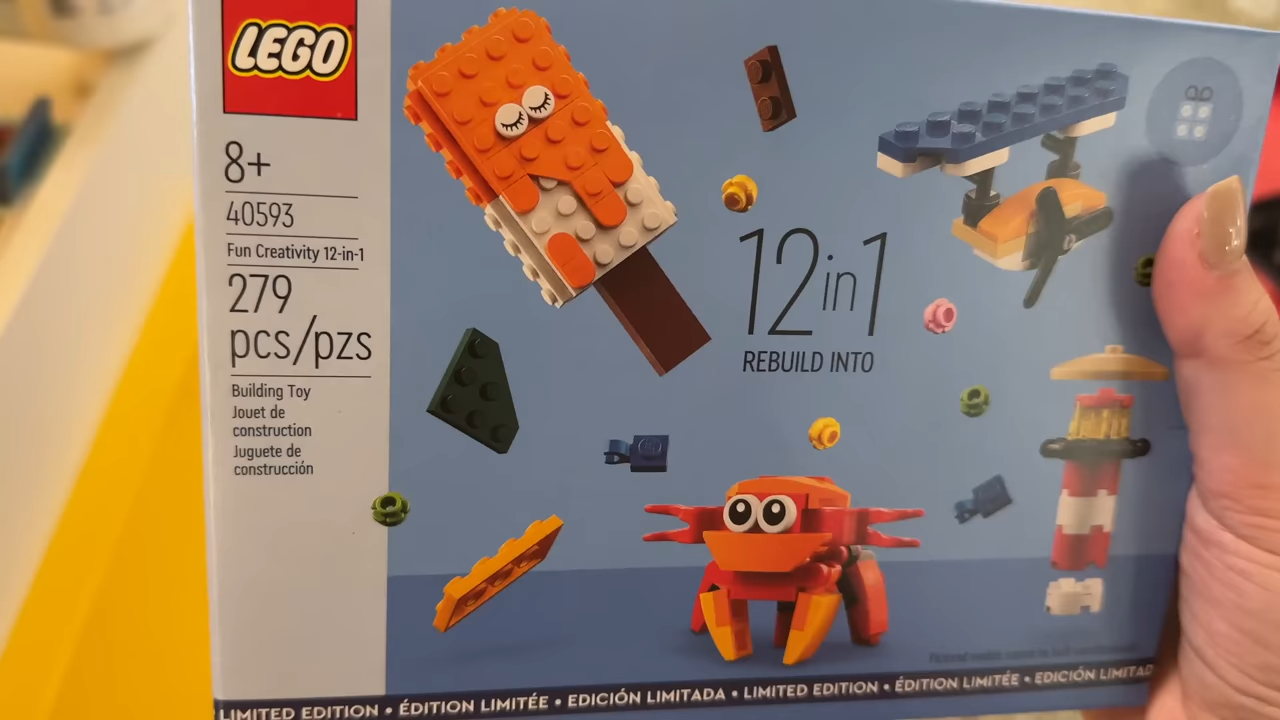 LEGO
8+
40593
Fun Creativity 12-in-1
279
pcs/pzs
Building Toy
Jouet de
construction
Juguete de
construcción
12in1
REBUILD INTO
LIMITED EDITION • ÉDITION LIMITÉE • EDICIÓN LIMITADA • LIMITED EDITION • ÉDITION LIMITÉE • EDICIÓN LIMITAD